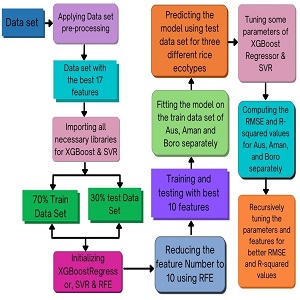 Data set
Applying Data set
pre-processing
Data set with
the best 17
features
Importing all
necessary libraries
for XGBoost & SVR
70% Train
Data Set
30% test Data
Set
Initializing
XGBoostRegress
or, SVR & RFE
Reducing the
feature Number to
10 using RFE
Training and
testing with best
10 features
Fitting the model on
the train data set of
Aus, Aman and
Boro separately
Predicting the
model using test
data set for three
different rice
ecotypes
Tuning some
parameters of
XGBoost
Regressor &
SVR
Computing the
RMSE and R-
squared values
for Aus, Aman,
and Boro
separately
Recursively
tuning the
parameters and
features for
better RMSE
and R-squared
values